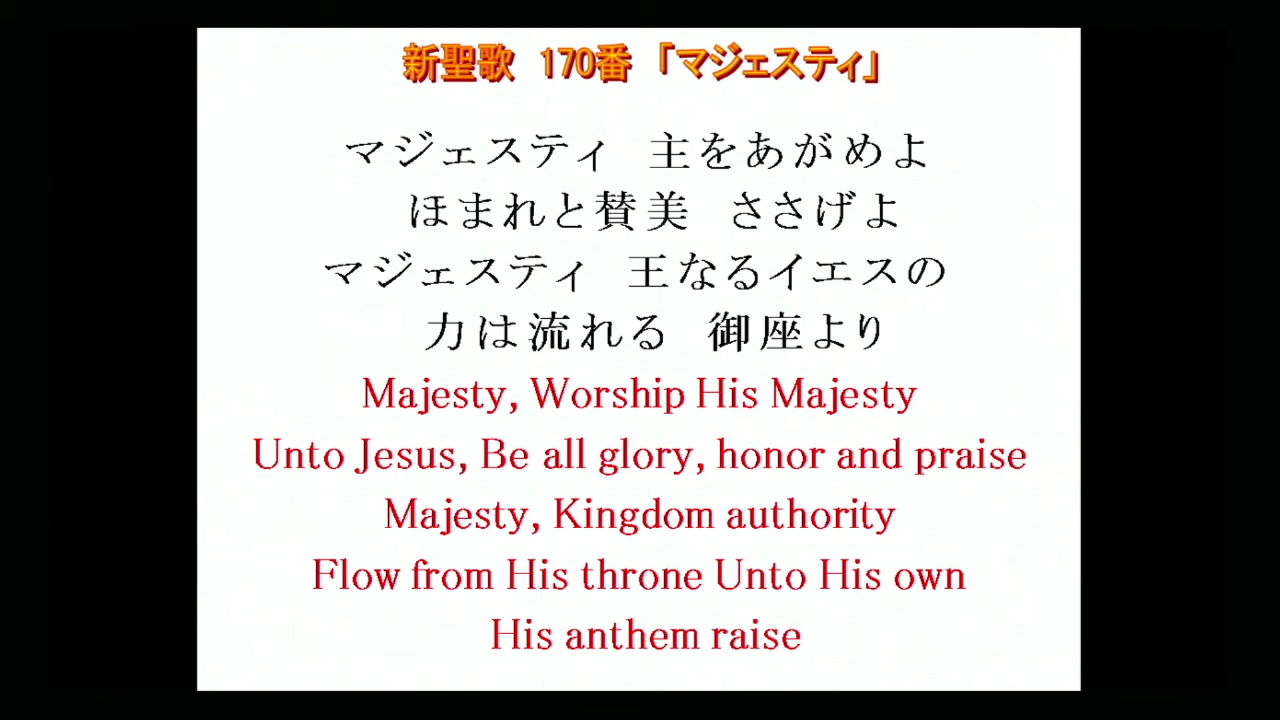 新聖歌　170番　「マジェスティ」
マジェスティ　主をあがめよ
ほまれと賛美　ささげよ
マジェスティ　王なるイエスの
力は流れる　御座より
Majesty, Worship His Majesty
Unto Jesus, Be all glory, honor and praise
Majesty, Kingdom authority
Flow from His throne Unto His own
His anthem raise